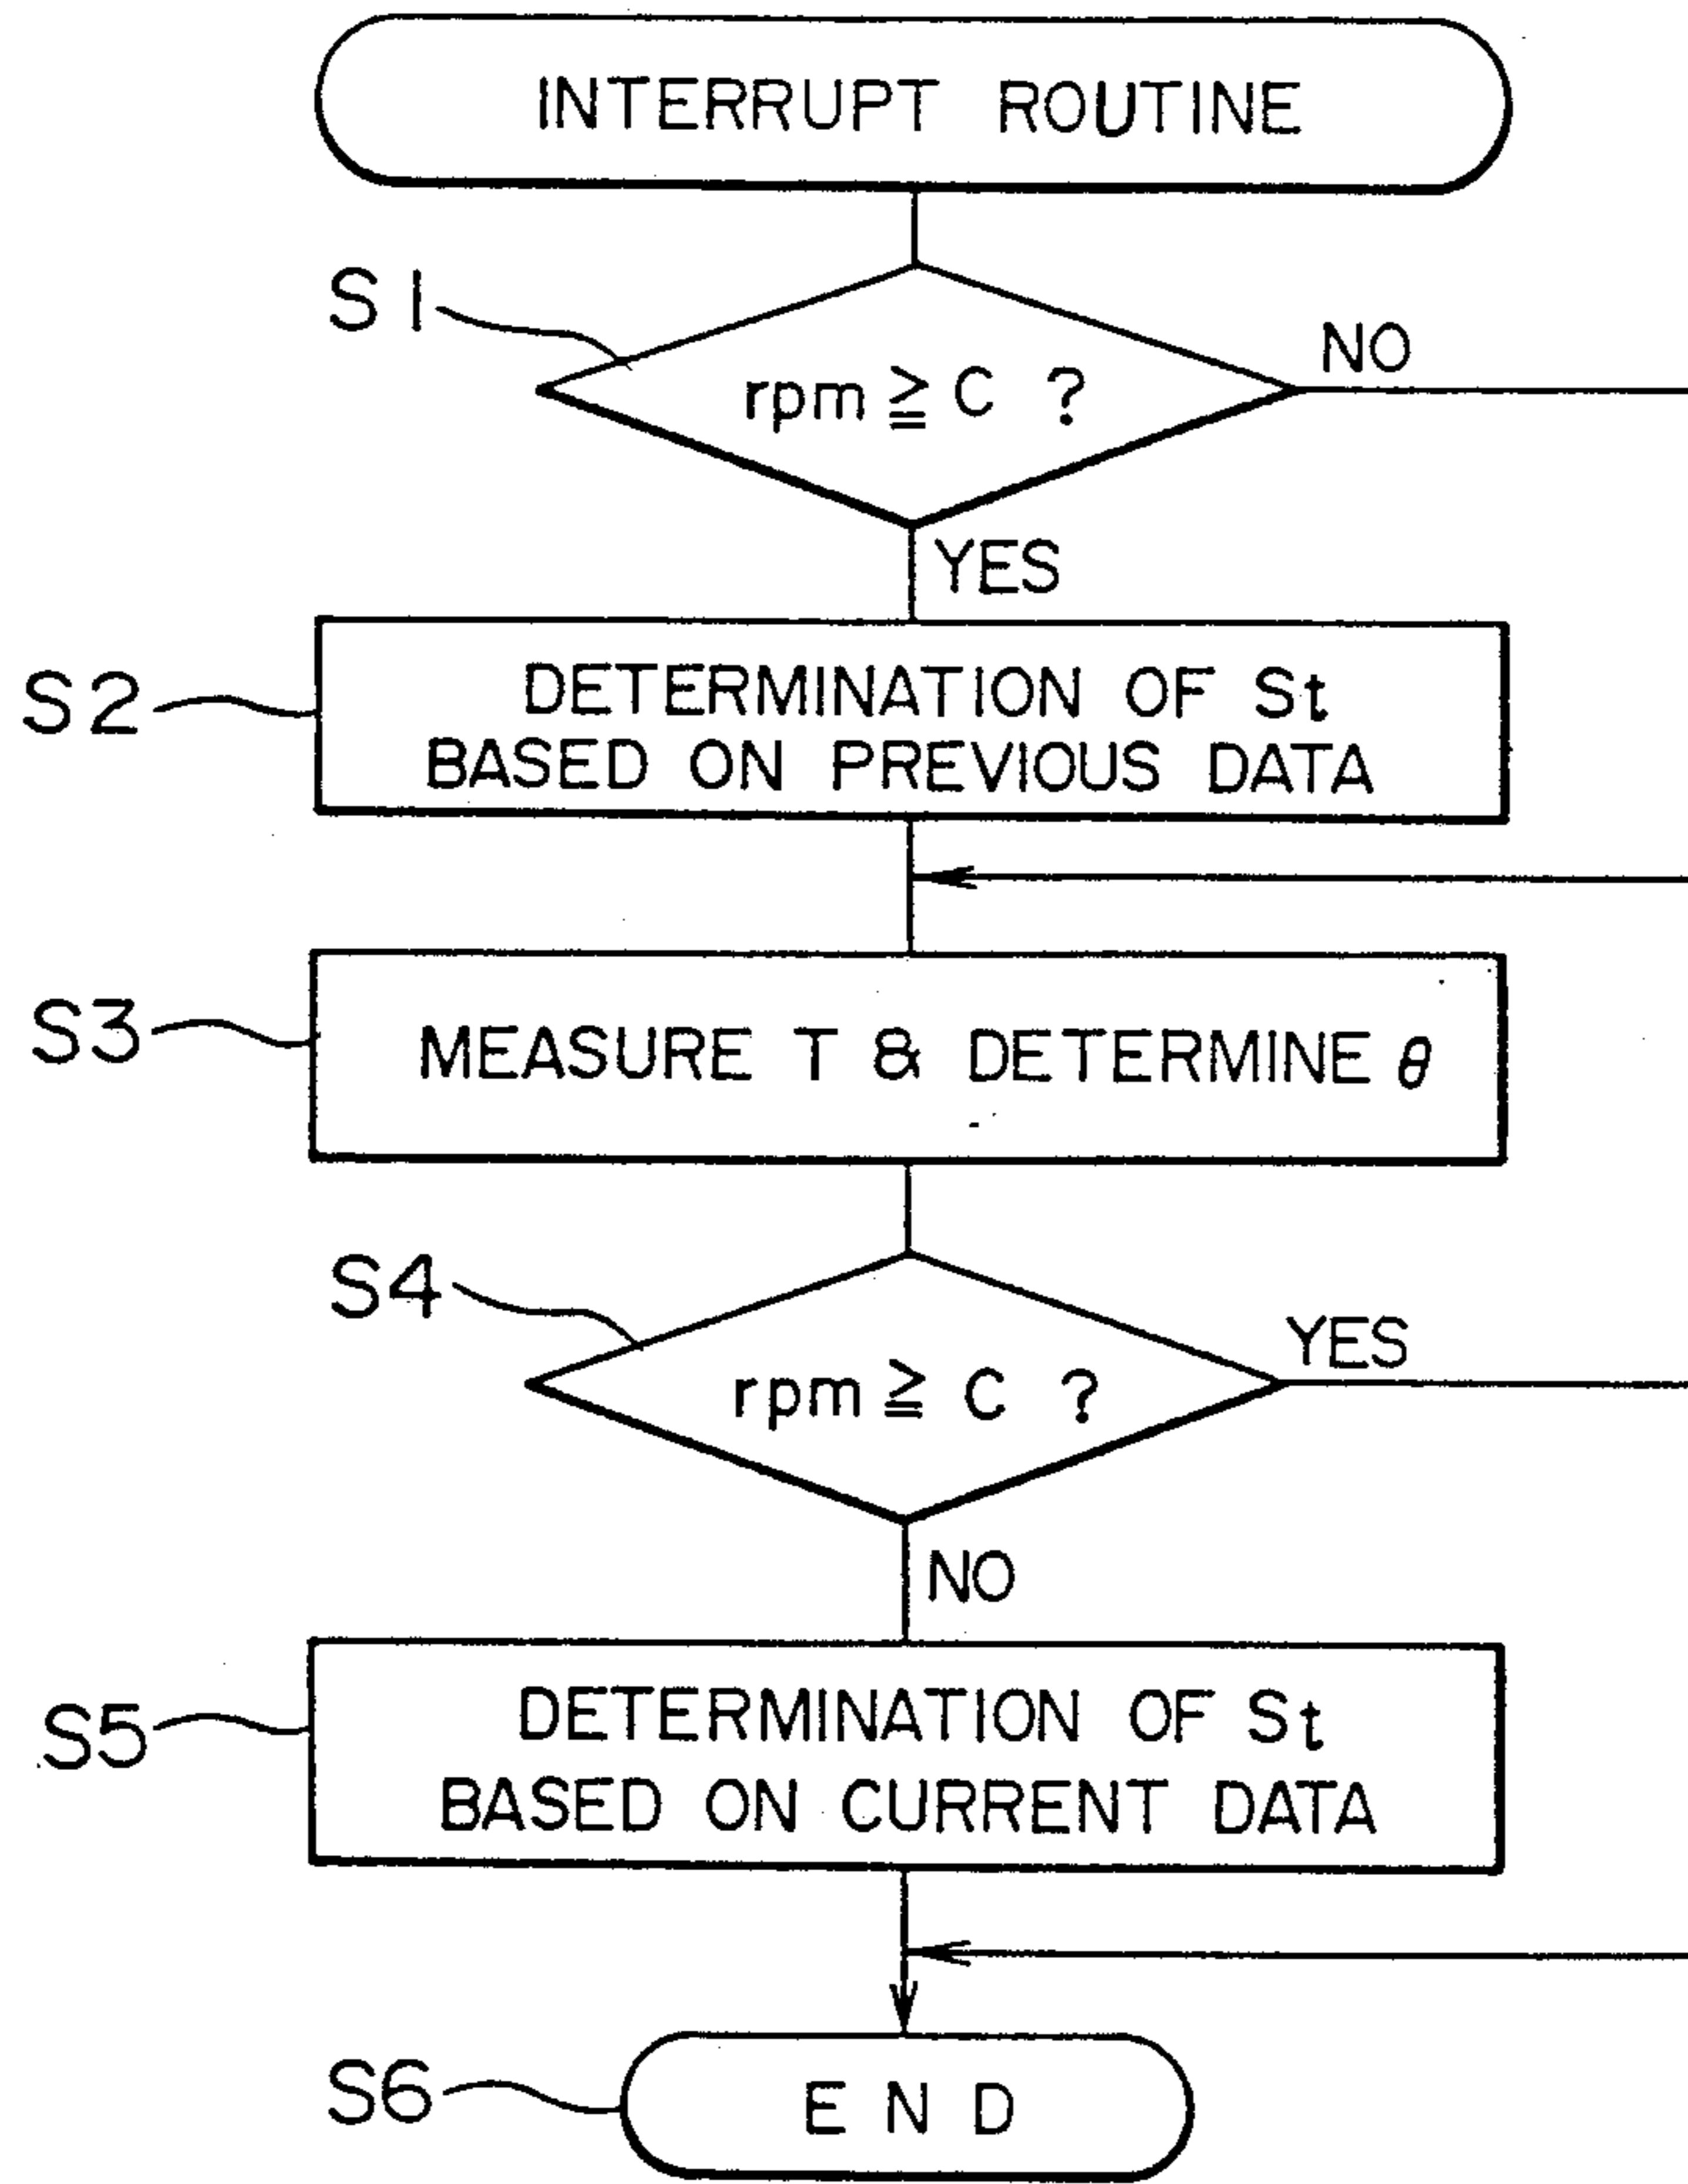 INTERRUPT ROUTINE
S1
rpm ≧ C ?
NO
YES
S2
DETERMINATION OF St
BASED ON PREVIOUS DATA
S3
MEASURE T & DETERMINE θ
S4
rpm ≧ C ?
YES
NO
S5
DETERMINATION OF St
BASED ON CURRENT DATA
S6
END